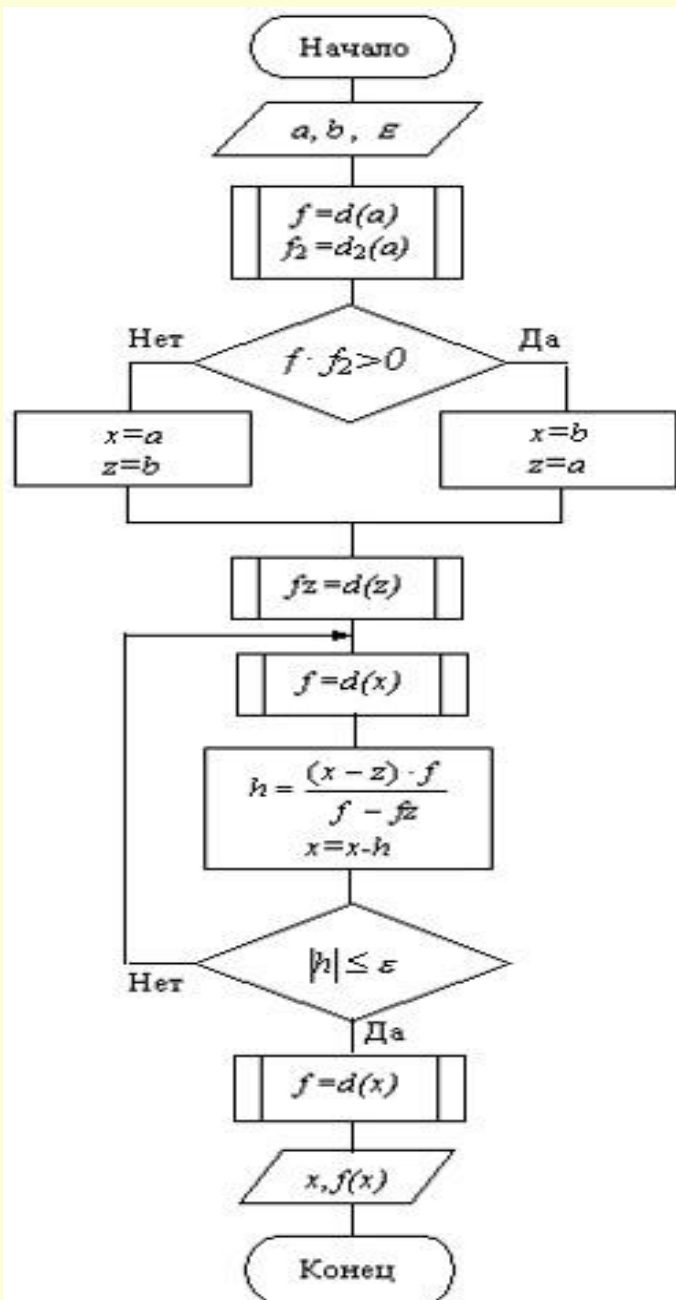 Начало
a, b, ε
f=d(a)
f₂=d₂(a)
Нет
Да
f · f₂>0
x=a
z=b
x=b
z=a
fz=d(z)
f=d(x)
h = (x − z) · f / f − fz
x=x-h
|h| ≤ ε
Нет
Да
f=d(x)
x, f(x)
Конец